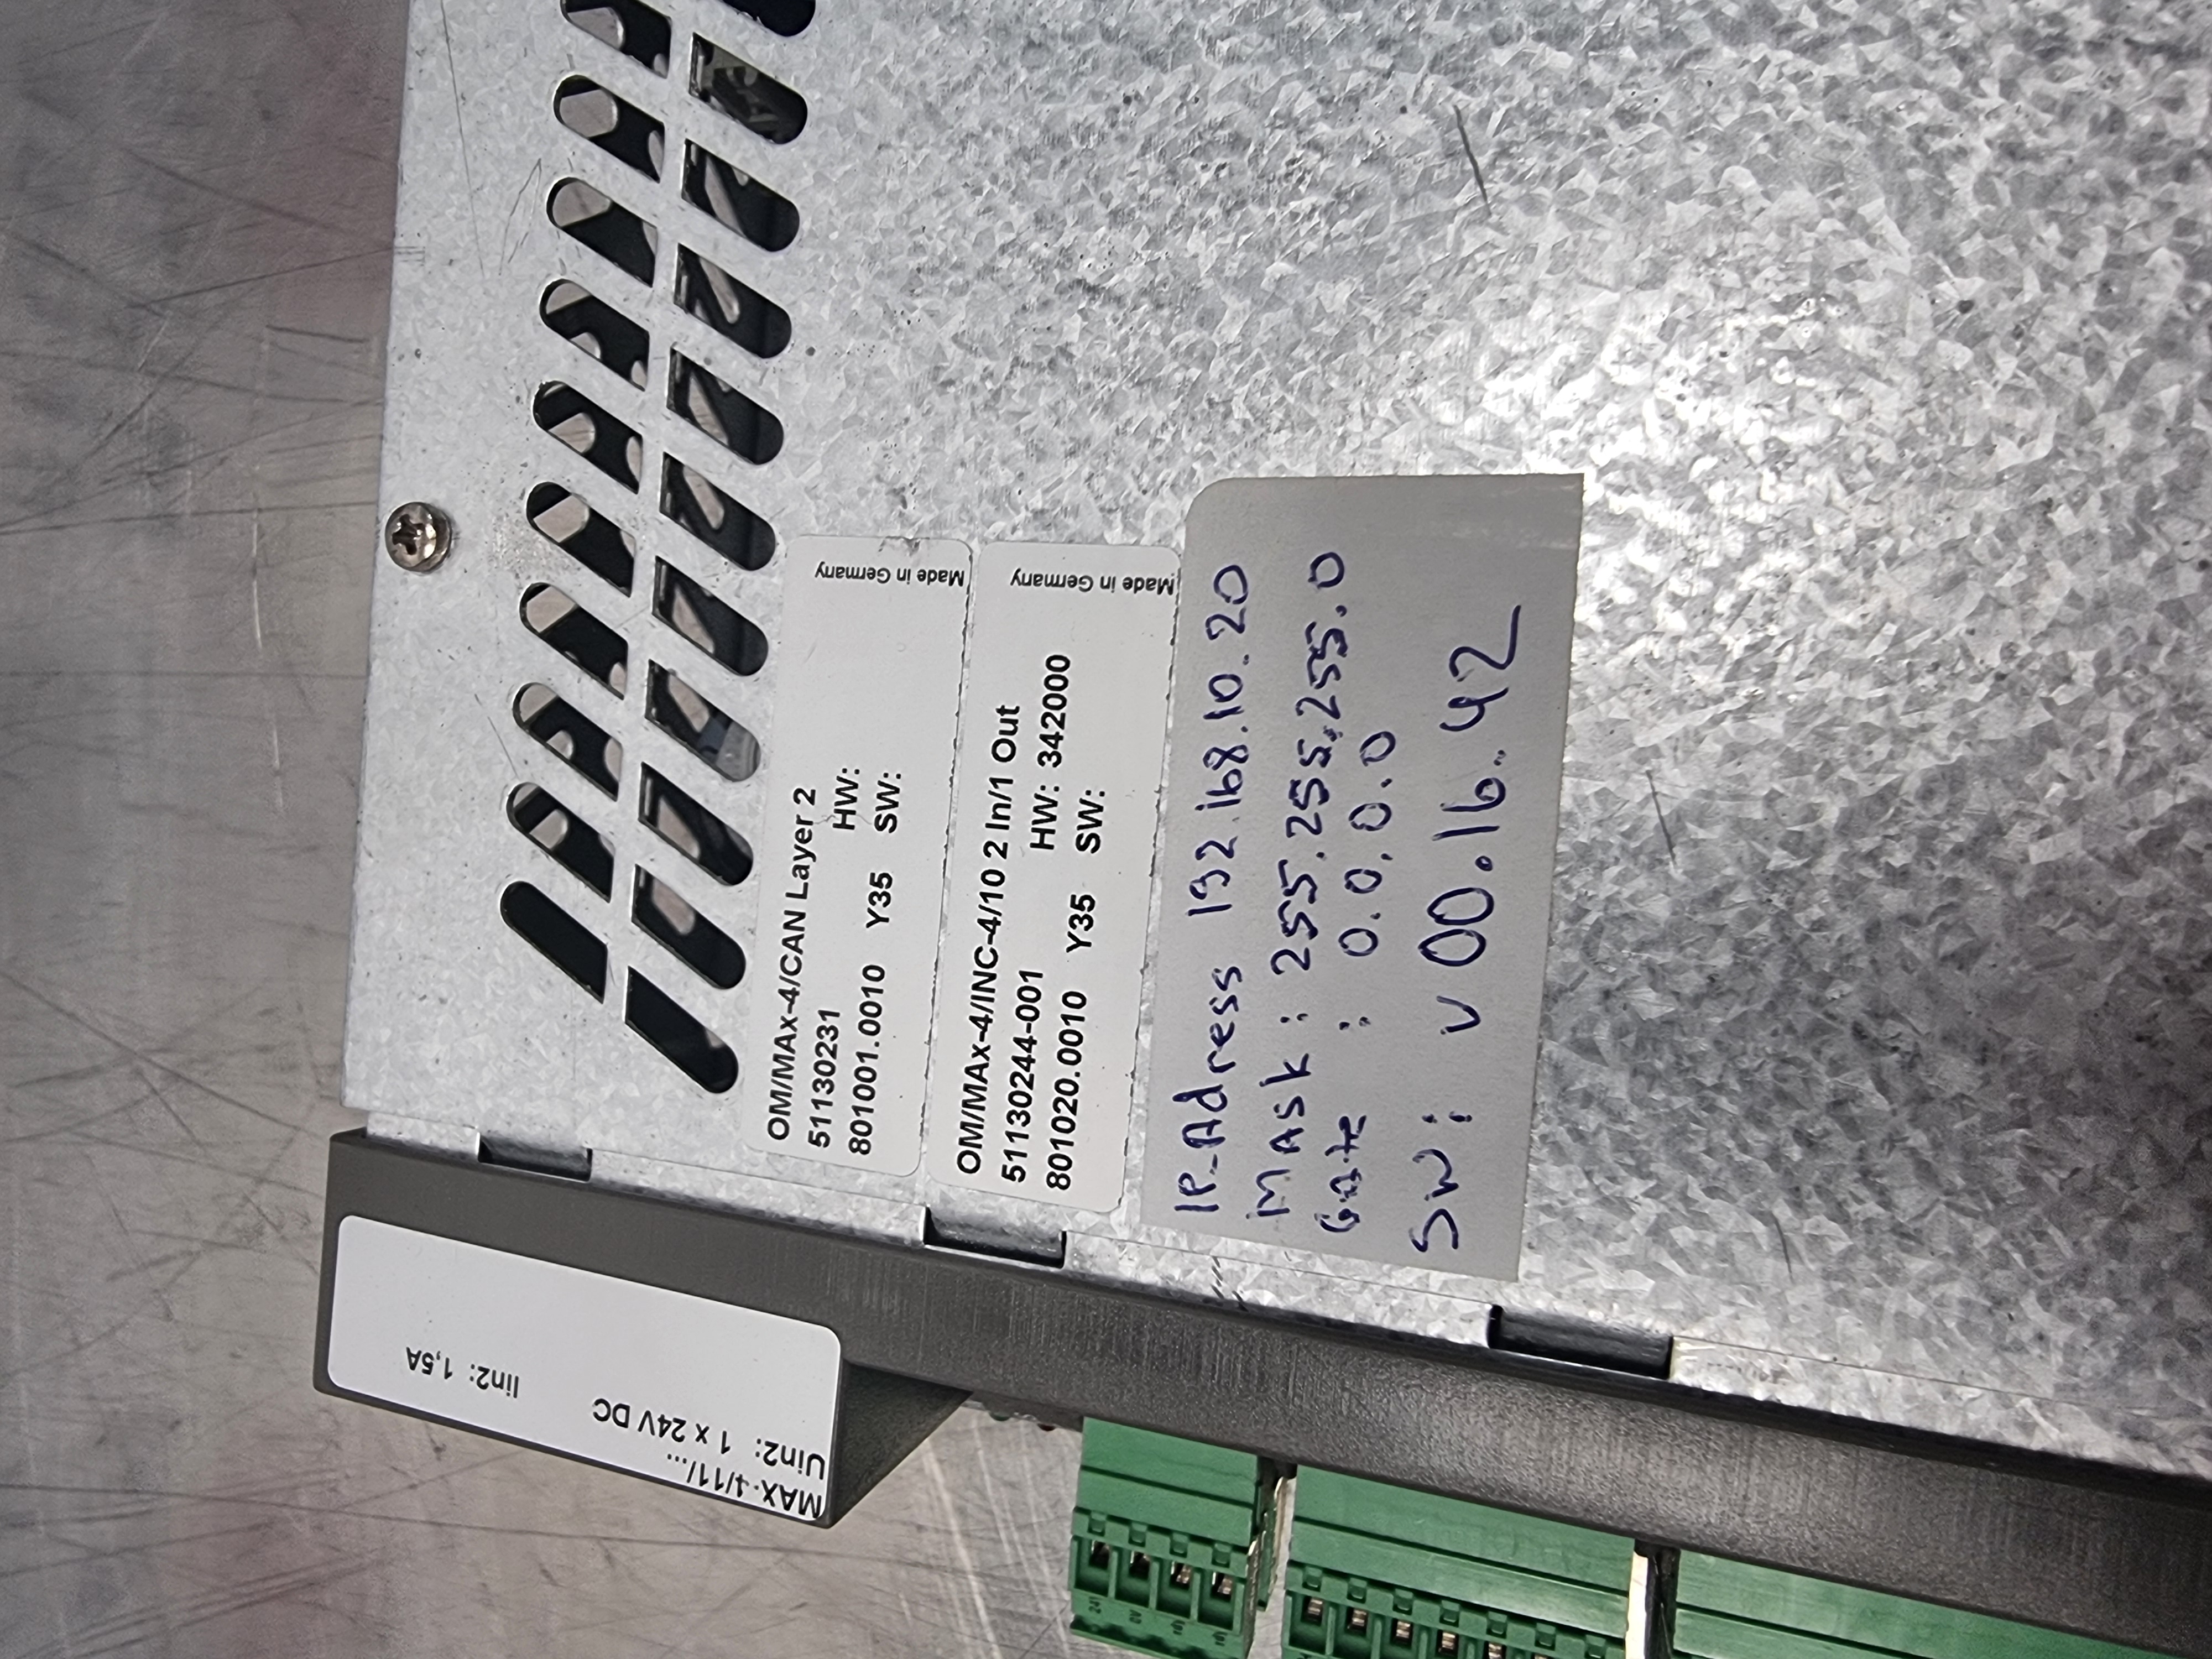 OM/MAx-4/CAN Layer 2
51130231 HW:
801001.0010 Y35 SW:
Made in Germany
OM/MAx-4/INC-4/10 2 In/1 Out
51130244-001 HW: 342000
801020.0010 Y35 SW:
Made in Germany
IP-Adress 192.168.10.20
MAsk : 255.255.255.0
Gate : 0.0.0.0
SW: v 00.16.42
MAX-4/11/...
Uin2: 1 x 24V DC
Iin2: 1,5A